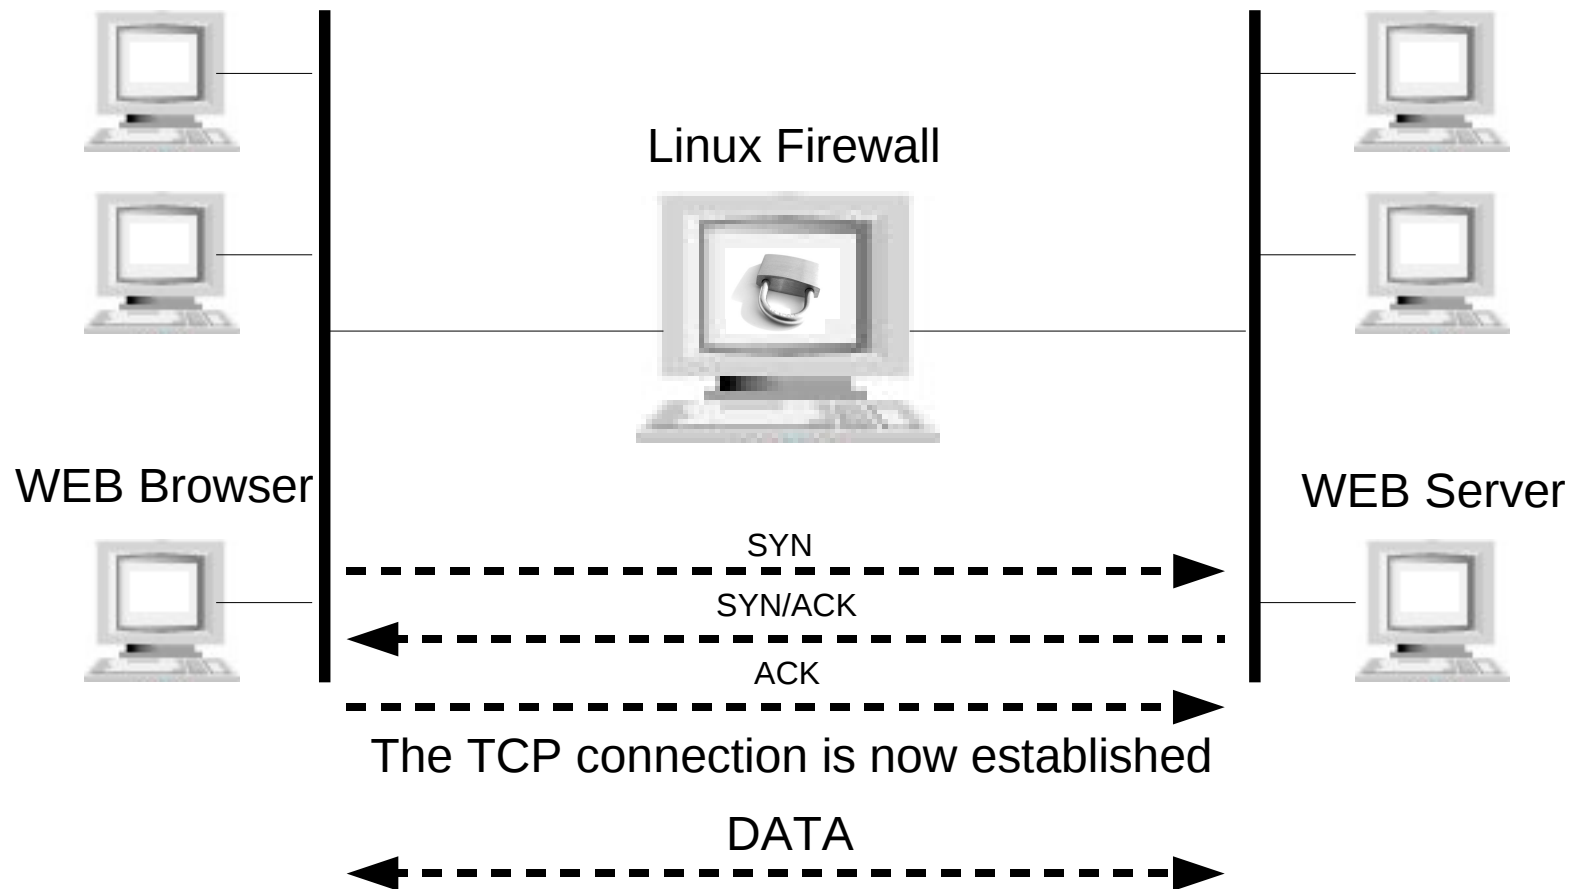 Linux Firewall
WEB Browser
WEB Server
SYN
SYN/ACK
ACK
The TCP connection is now established
DATA